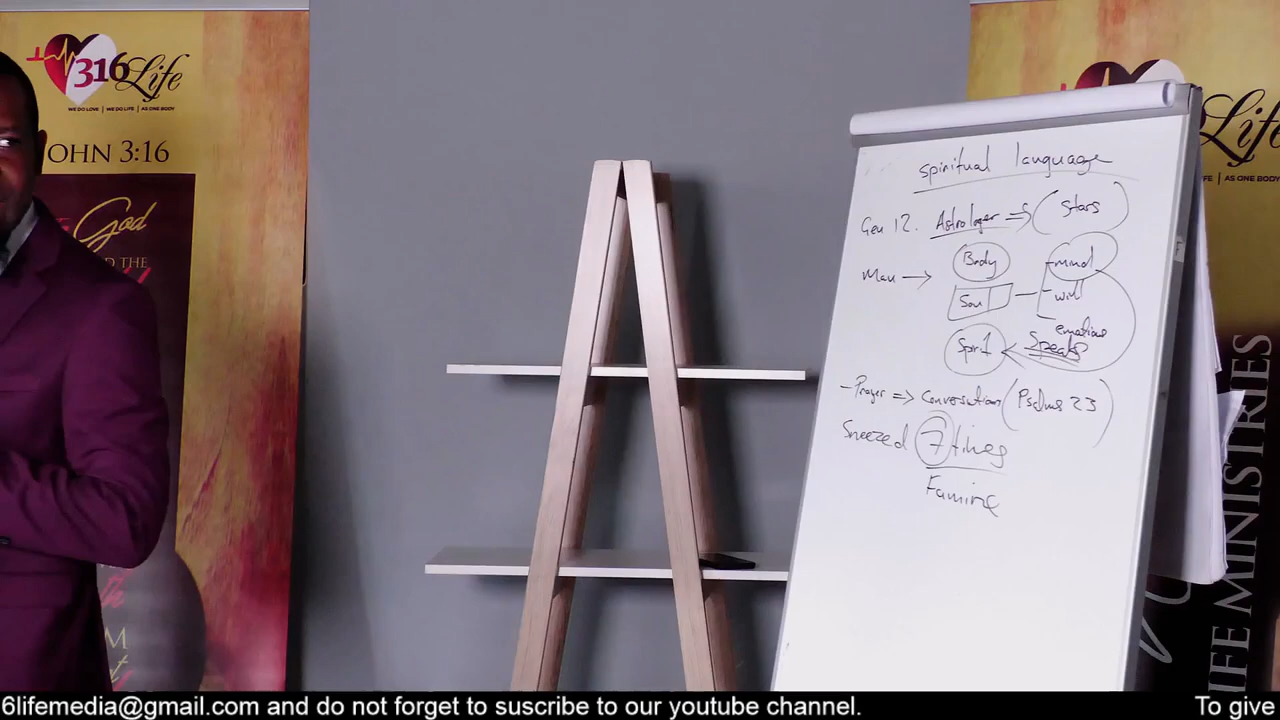 316 Life
WE DO LOVE | WE DO LIFE | AS ONE BODY
OHN 3:16
God
D THE
M
spiritual language
Gen 12. Astrologer => (Stars)
Man → Body
mind
Soul
will
emotions
Spirit
Speaks
- Prayer => Conversation (Psalms 23)
Sneezed 7 times
Famine
Life
FE | AS ONE BODY
LIFE MINISTRIES
6lifemedia@gmail.com and do not forget to suscribe to our youtube channel.
To give